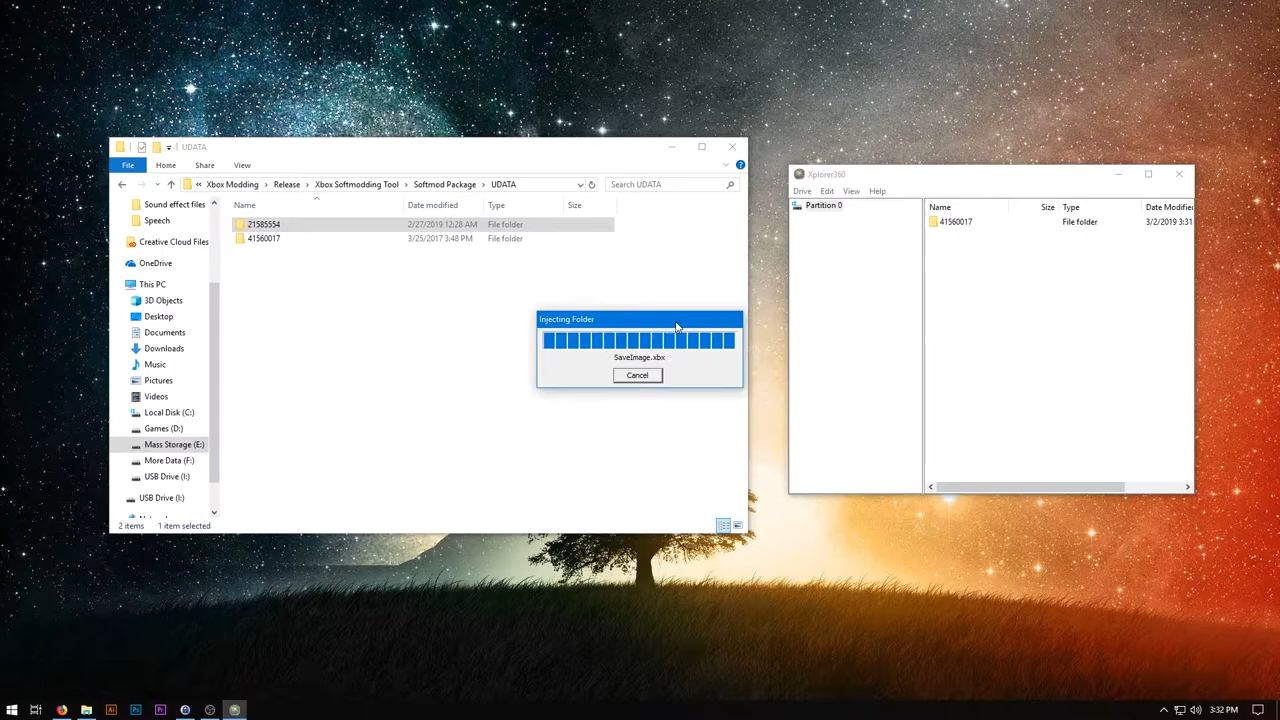 UDATA
File
Home
Share
View
« Xbox Modding > Release > Xbox Softmodding Tool > Softmod Package > UDATA
Search UDATA
Sound effect files
Speech
Creative Cloud Files
OneDrive
This PC
3D Objects
Desktop
Documents
Downloads
Music
Pictures
Videos
Local Disk (C:)
Games (D:)
Mass Storage (E:)
More Data (F:)
USB Drive (I:)
USB Drive (I:)
Name Date modified Type Size
21585554 2/27/2019 12:28 AM File folder
41560017 3/25/2017 3:48 PM File folder
2 items 1 item selected
Injecting Folder
SaveImage.xbx
Cancel
Xplorer360
Drive Edit View Help
Partition 0
Name Size Type Date Modified
41560017 File folder 3/2/2019 3:31
Ai
Ps
Pr
3:32 PM